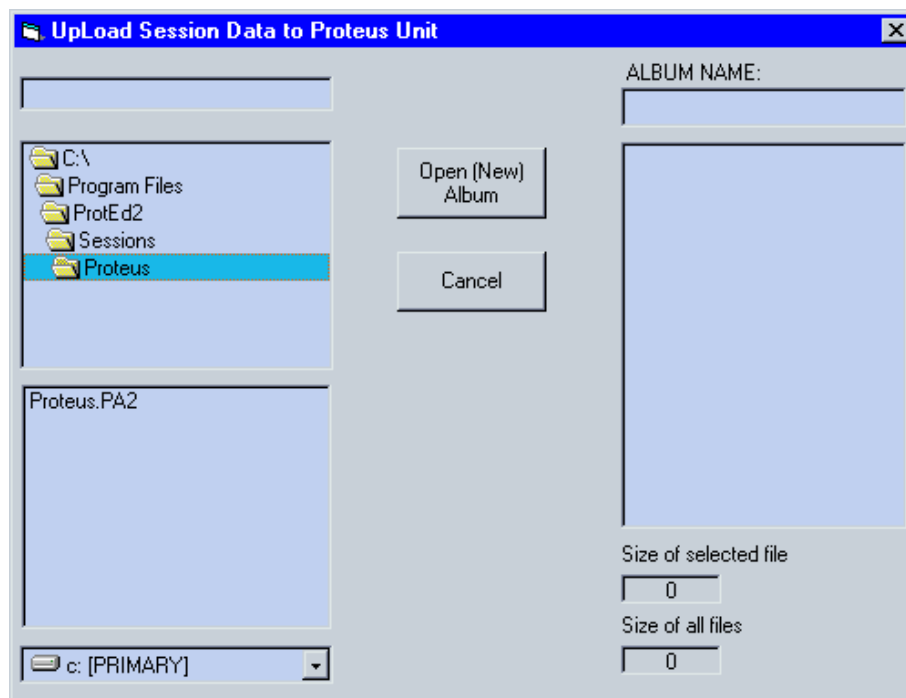 UpLoad Session Data to Proteus Unit
ALBUM NAME:
C:\
Program Files
ProtEd2
Sessions
Proteus
Open (New)
Album
Cancel
Proteus.PA2
Size of selected file
0
Size of all files
0
c: [PRIMARY]